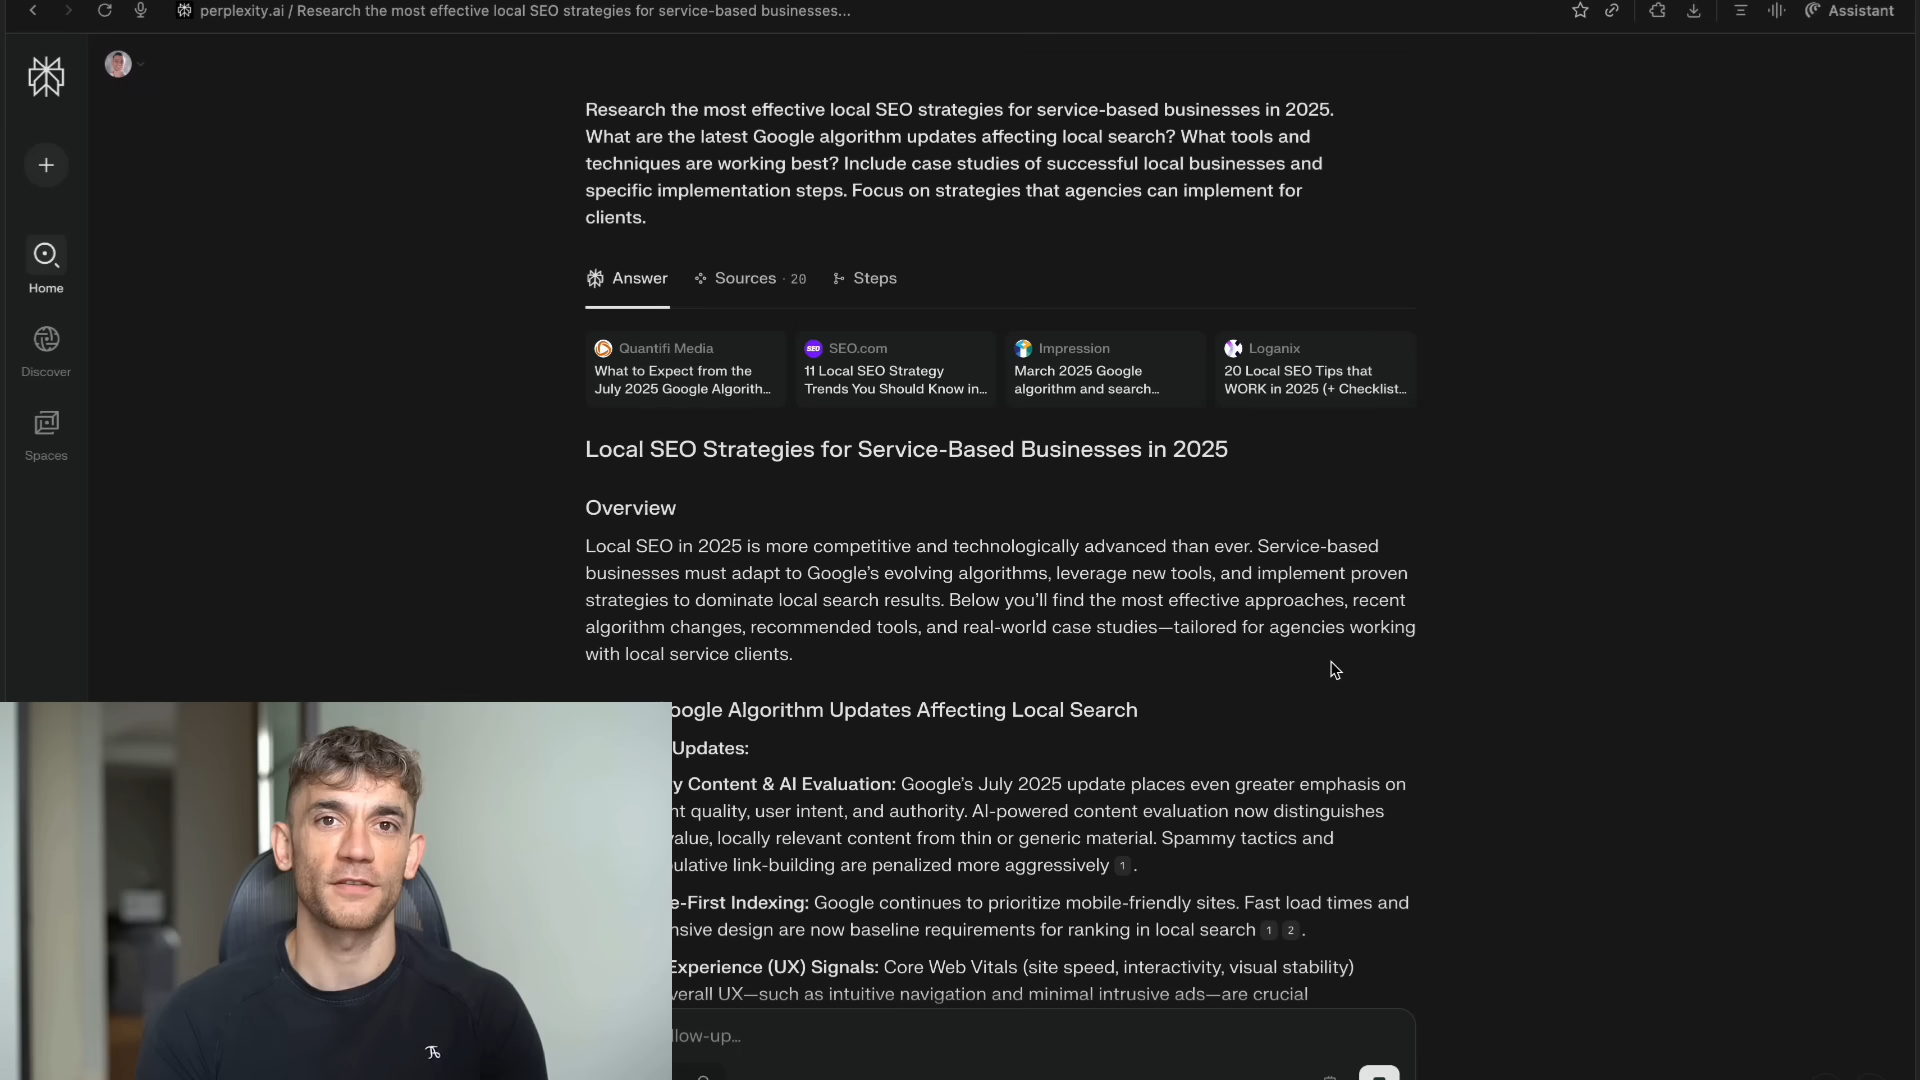 perplexity.ai / Research the most effective local SEO strategies for service-based businesses...
Assistant
Home
Discover
Spaces
Research the most effective local SEO strategies for service-based businesses in 2025.
What are the latest Google algorithm updates affecting local search? What tools and
techniques are working best? Include case studies of successful local businesses and
specific implementation steps. Focus on strategies that agencies can implement for
clients.
Answer
Sources · 20
Steps
Quantifi Media
What to Expect from the
July 2025 Google Algorith...
SEO
SEO.com
11 Local SEO Strategy
Trends You Should Know in...
Impression
March 2025 Google
algorithm and search...
Loganix
20 Local SEO Tips that
WORK in 2025 (+ Checklist...
Local SEO Strategies for Service-Based Businesses in 2025
Overview
Local SEO in 2025 is more competitive and technologically advanced than ever. Service-based
businesses must adapt to Google's evolving algorithms, leverage new tools, and implement proven
strategies to dominate local search results. Below you'll find the most effective approaches, recent
algorithm changes, recommended tools, and real-world case studies—tailored for agencies working
with local service clients.
oogle Algorithm Updates Affecting Local Search
Updates:
y Content & AI Evaluation: Google's July 2025 update places even greater emphasis on
nt quality, user intent, and authority. AI-powered content evaluation now distinguishes
value, locally relevant content from thin or generic material. Spammy tactics and
ulative link-building are penalized more aggressively 1 .
e-First Indexing: Google continues to prioritize mobile-friendly sites. Fast load times and
nsive design are now baseline requirements for ranking in local search 1 2 .
Experience (UX) Signals: Core Web Vitals (site speed, interactivity, visual stability)
verall UX—such as intuitive navigation and minimal intrusive ads—are crucial
llow-up...